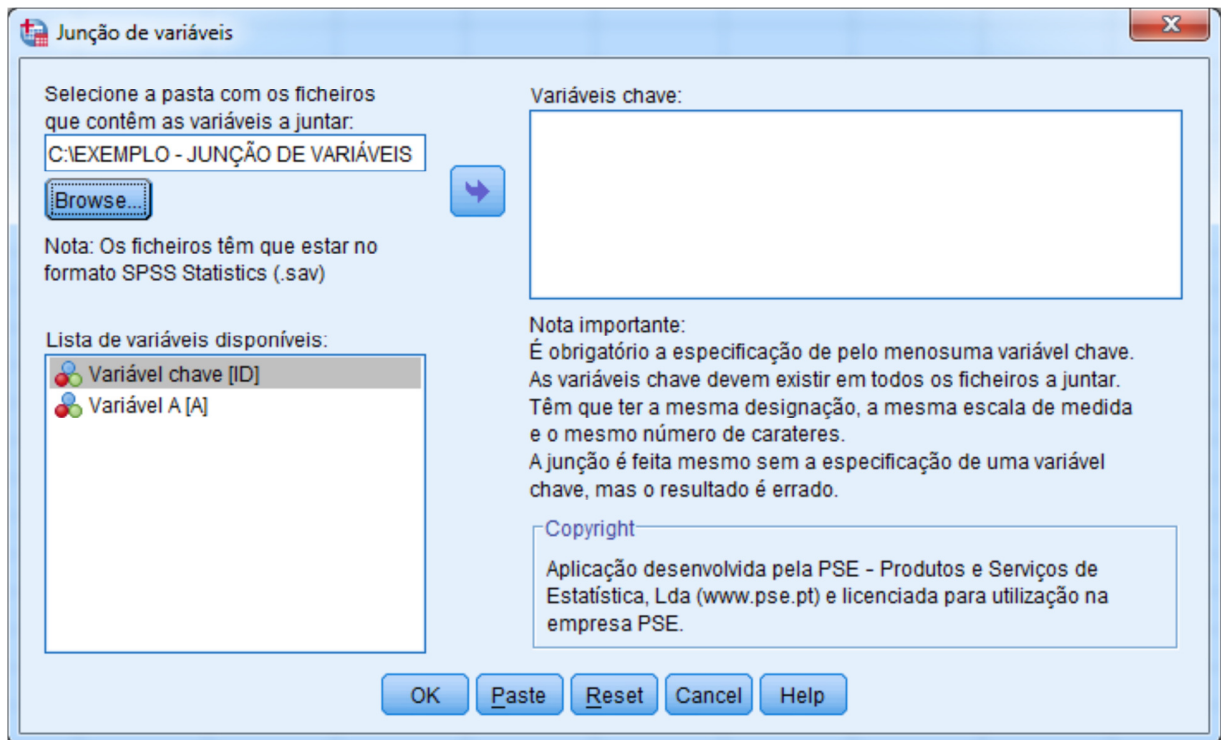 Junção de variáveis
Selecione a pasta com os ficheiros
que contêm as variáveis a juntar:
C:\EXEMPLO - JUNÇÃO DE VARIÁVEIS
Browse...
Nota: Os ficheiros têm que estar no
formato SPSS Statistics (.sav)
Lista de variáveis disponíveis:
Variável chave [ID]
Variável A [A]
Variáveis chave:
Nota importante:
É obrigatório a especificação de pelo menosuma variável chave.
As variáveis chave devem existir em todos os ficheiros a juntar.
Têm que ter a mesma designação, a mesma escala de medida
e o mesmo número de carateres.
A junção é feita mesmo sem a especificação de uma variável
chave, mas o resultado é errado.
Copyright
Aplicação desenvolvida pela PSE - Produtos e Serviços de
Estatística, Lda (www.pse.pt) e licenciada para utilização na
empresa PSE.
OK Paste Reset Cancel Help